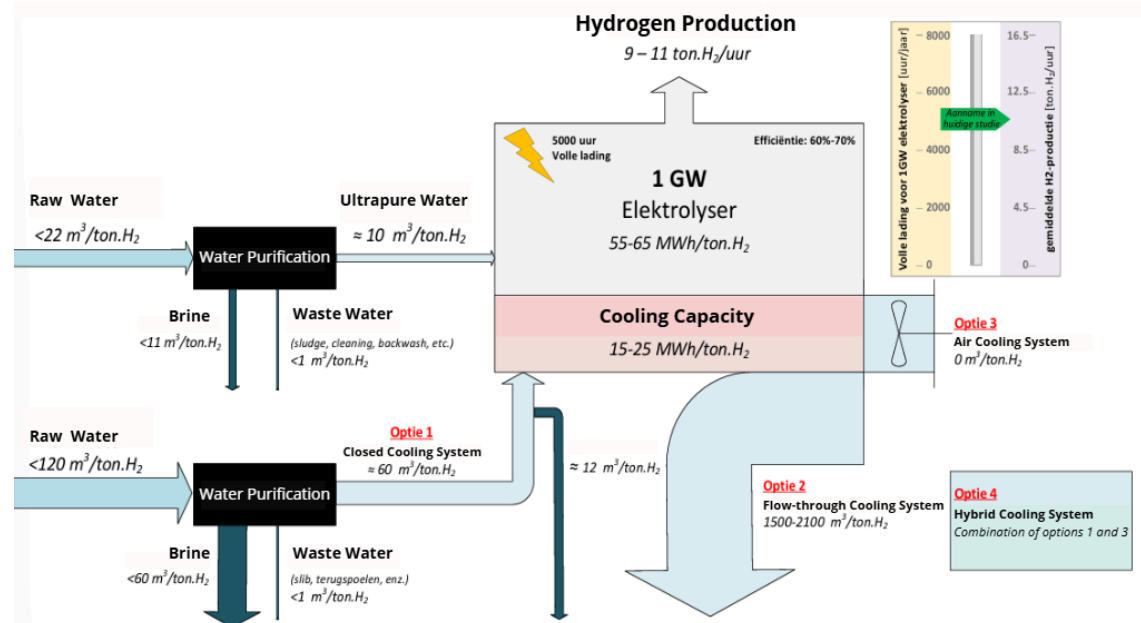 Hydrogen Production
9 – 11 ton.H₂/uur
5000 uur
Volle lading
Efficiëntie: 60%-70%
1 GW
Elektrolyser
55-65 MWh/ton.H₂
Cooling Capacity
15-25 MWh/ton.H₂
Volle lading voor 1GW elektrolyser [uur/jaar]
8000
6000
4000
2000
0
Aanname in
huidige studie
16.5
12.5
8.5
4.5
0
gemiddelde H2-productie [ton.H₂/uur]
Raw Water
<22 m³/ton.H₂
Water Purification
Ultrapure Water
≈ 10 m³/ton.H₂
Brine
<11 m³/ton.H₂
Waste Water
(sludge, cleaning, backwash, etc.)
<1 m³/ton.H₂
Optie 3
Air Cooling System
0 m³/ton.H₂
Raw Water
<120 m³/ton.H₂
Water Purification
Optie 1
Closed Cooling System
≈ 60 m³/ton.H₂
≈ 12 m³/ton.H₂
Brine
<60 m³/ton.H₂
Waste Water
(slib, terugspoelen, enz.)
<1 m³/ton.H₂
Optie 2
Flow-through Cooling System
1500-2100 m³/ton.H₂
Optie 4
Hybrid Cooling System
Combination of options 1 and 3